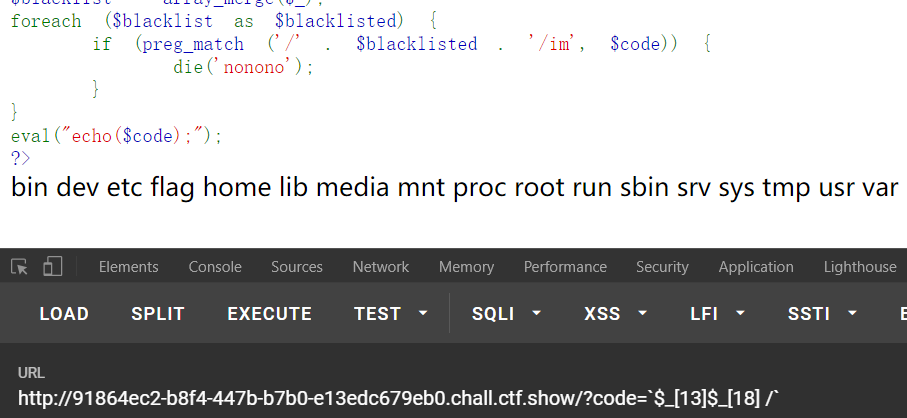 foreach ($blacklist as $blacklisted) {
if (preg_match ('/' . $blacklisted . '/im', $code)) {
die('nonono');
}
}
eval("echo($code);");
?>
bin dev etc flag home lib media mnt proc root run sbin srv sys tmp usr var
Elements Console Sources Network Memory Performance Security Application Lighthouse
LOAD SPLIT EXECUTE TEST SQLI XSS LFI SSTI
URL
http://91864ec2-b8f4-447b-b7b0-e13edc679eb0.chall.ctf.show/?code=`$_[13]$_[18] /`